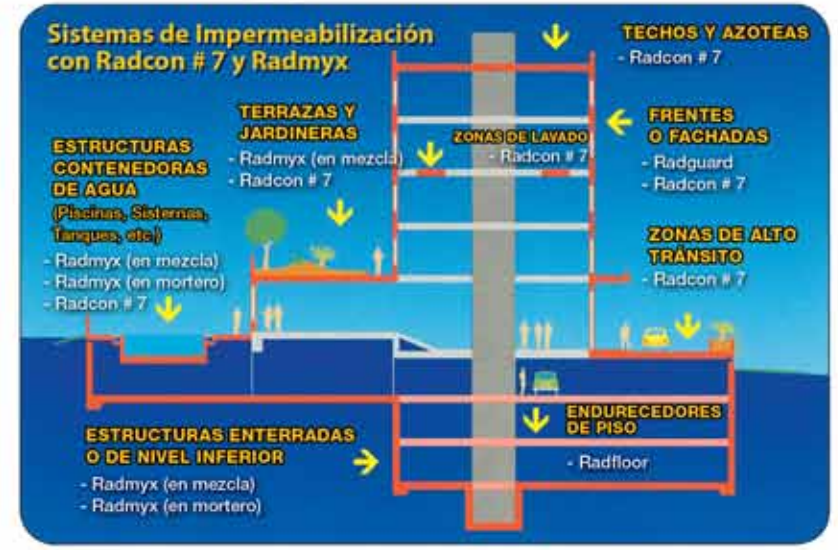 Sistemas de Impermeabilización
con Radcon # 7 y Radmyx
TECHOS Y AZOTEAS
- Radcon # 7
TERRAZAS Y
JARDINERAS
- Radmyx (en mezcla)
- Radcon # 7
ZONAS DE LAVADO
- Radcon # 7
FRENTES
O FACHADAS
- Radguard
- Radcon # 7
ESTRUCTURAS
CONTENEDORAS
DE AGUA
(Piscinas, Sisternas,
Tanques, etc.)
- Radmyx (en mezcla)
- Radmyx (en mortero)
- Radcon # 7
ZONAS DE ALTO
TRÁNSITO
- Radcon # 7
ENDURECEDORES
DE PISO
- Radfloor
ESTRUCTURAS ENTERRADAS
O DE NIVEL INFERIOR
- Radmyx (en mezcla)
- Radmyx (en mortero)